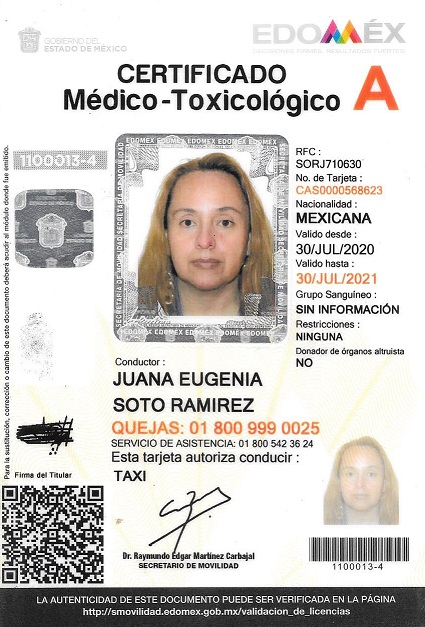 GOBIERNO DEL
ESTADO DE MÉXICO
EDOMÉX
DECISIONES FIRMES, RESULTADOS FUERTES.
CERTIFICADO
Médico-Toxicológico
A
1100013-4
EDOMEX EDOMEX EDOMEX EDOMEX EDOMEX
SECRETARÍA DE MOVILIDAD
RFC :
SORJ710630
No. de Tarjeta :
CAS0000568623
Nacionalidad :
MEXICANA
Valido desde :
30/JUL/2020
Valido hasta :
30/JUL/2021
Grupo Sanguíneo :
SIN INFORMACIÓN
Restricciones :
NINGUNA
Donador de órganos altruista
NO
Conductor :
JUANA EUGENIA
SOTO RAMIREZ
QUEJAS: 01 800 999 0025
SERVICIO DE ASISTENCIA: 01 800 542 36 24
Esta tarjeta autoriza conducir :
TAXI
Para la sustitución, corrección o cambio de este documento deberá acudir al módulo donde fue emitido.
Firma del Titular
Dr. Raymundo Edgar Martínez Carbajal
SECRETARIO DE MOVILIDAD
1100013-4
LA AUTENTICIDAD DE ESTE DOCUMENTO PUEDE SER VERIFICADA EN LA PÁGINA
http://smovilidad.edomex.gob.mx/validacion_de_licencias